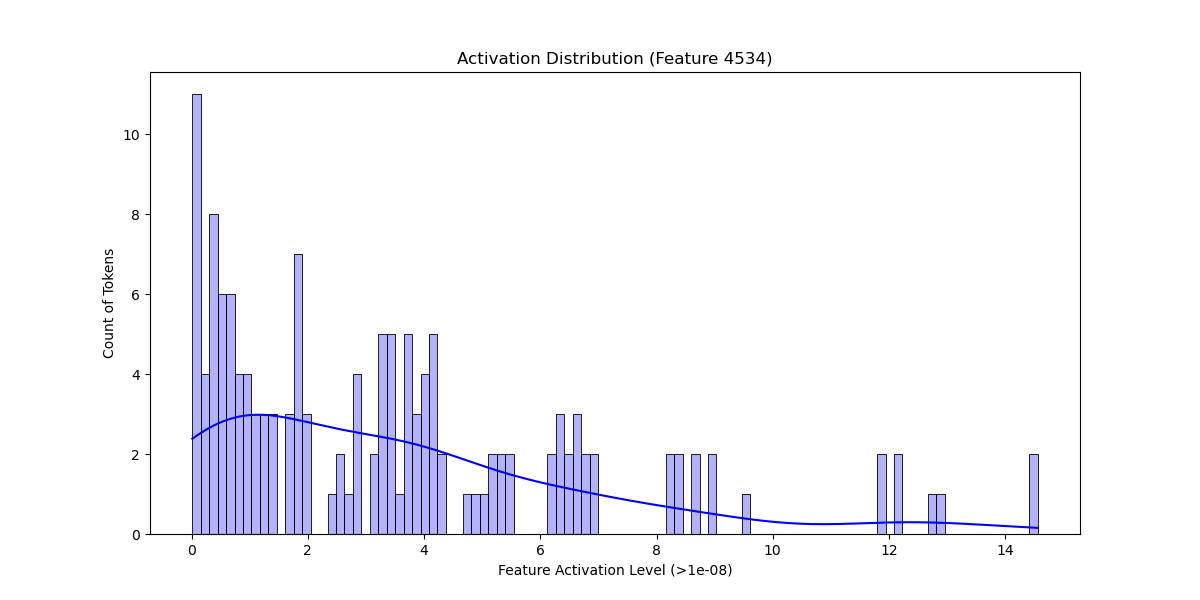 Activation Distribution (Feature 4534)
Count of Tokens
10
8
6
4
2
0
0 2 4 6 8 10 12 14
Feature Activation Level (>1e-08)